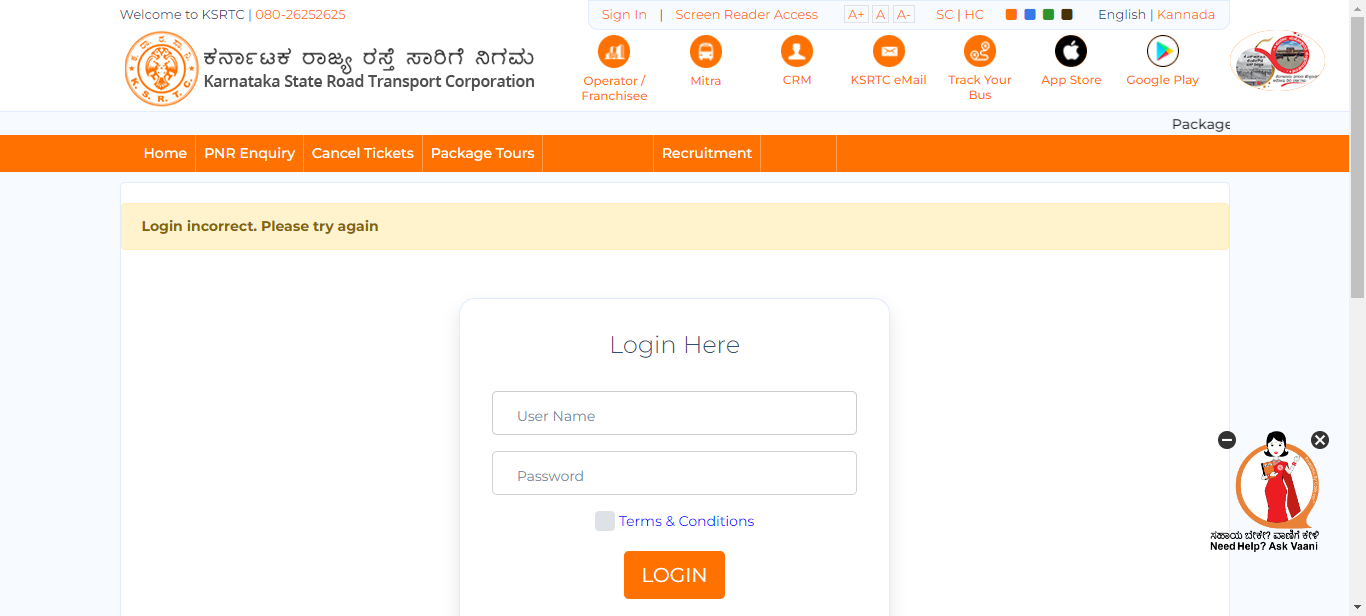 Welcome to KSRTC | 080-26252625
Sign In | Screen Reader Access A+ A A- SC | HC English | Kannada
ಕರ್ನಾಟಕ ರಾಜ್ಯ ರಸ್ತೆ ಸಾರಿಗೆ ನಿಗಮ
Karnataka State Road Transport Corporation
K.S.R.T.C
Operator / Franchisee
Mitra
CRM
KSRTC eMail
Track Your Bus
App Store
Google Play
Package
Home PNR Enquiry Cancel Tickets Package Tours Recruitment
Login incorrect. Please try again
Login Here
User Name
Password
Terms & Conditions
LOGIN
ಸಹಾಯ ಬೇಕೇ? ವಾಣಿಗೆ ಕೇಳಿ
Need Help? Ask Vaani